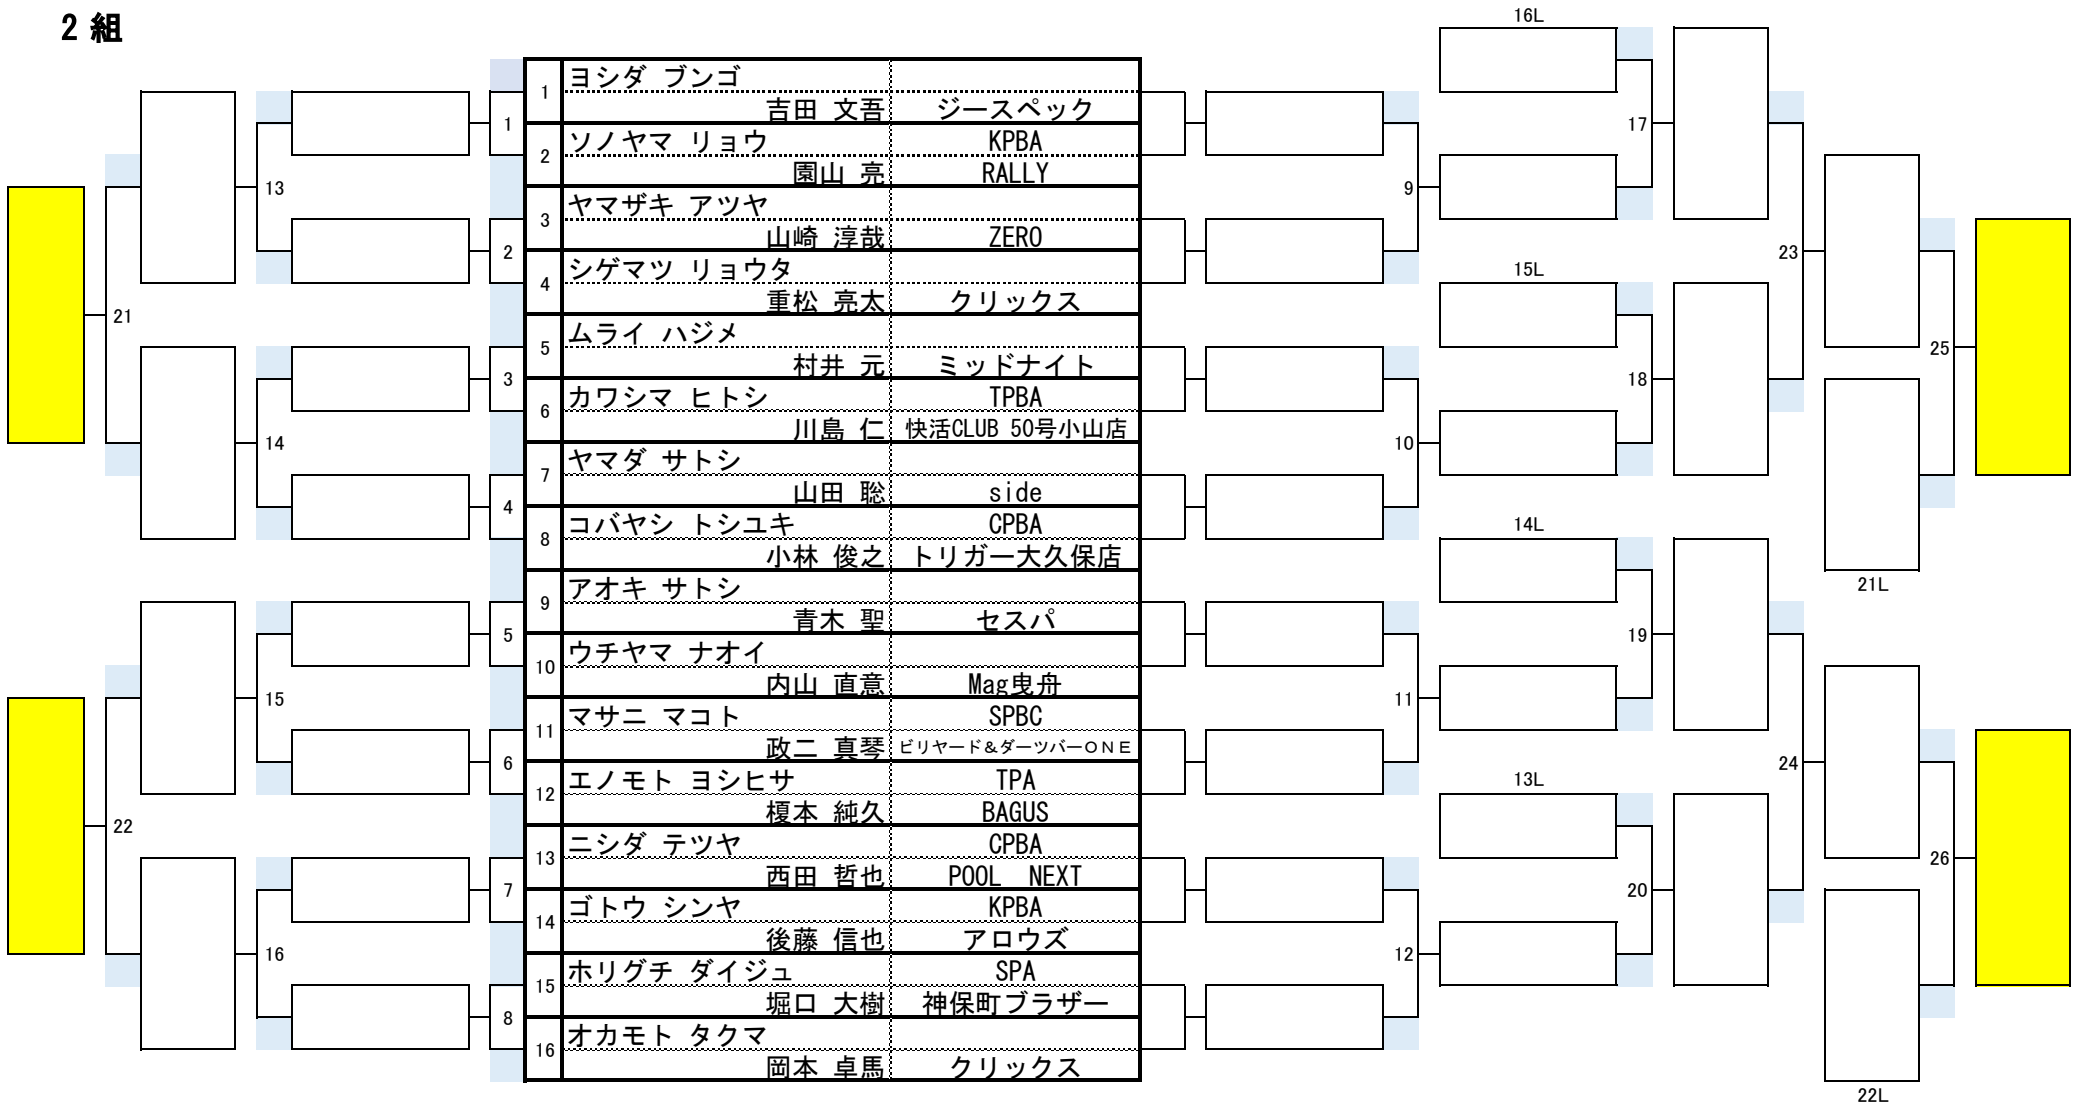 2 組
1 ヨシダ ブンゴ
吉田 文吾 ジースペック
2 ソノヤマ リョウ KPBA
園山 亮 RALLY
3 ヤマザキ アツヤ
山崎 淳哉 ZERO
4 シゲマツ リョウタ
重松 亮太 クリックス
5 ムライ ハジメ
村井 元 ミッドナイト
6 カワシマ ヒトシ TPBA
川島 仁 快活CLUB 50号小山店
7 ヤマダ サトシ
山田 聡 side
8 コバヤシ トシユキ CPBA
小林 俊之 トリガー大久保店
9 アオキ サトシ
青木 聖 セスパ
10 ウチヤマ ナオイ
内山 直意 Mag曳舟
11 マサニ マコト SPBC
政二 真琴 ビリヤード&ダーツバーONE
12 エノモト ヨシヒサ TPA
榎本 純久 BAGUS
13 ニシダ テツヤ CPBA
西田 哲也 POOL NEXT
14 ゴトウ シンヤ KPBA
後藤 信也 アロウズ
15 ホリグチ ダイジュ SPA
堀口 大樹 神保町ブラザー
16 オカモト タクマ
岡本 卓馬 クリックス
1
2
3
4
5
6
7
8
13
14
15
16
21
22
9
10
11
12
16L
17
15L
18
14L
19
13L
20
23
24
21L
22L
25
26